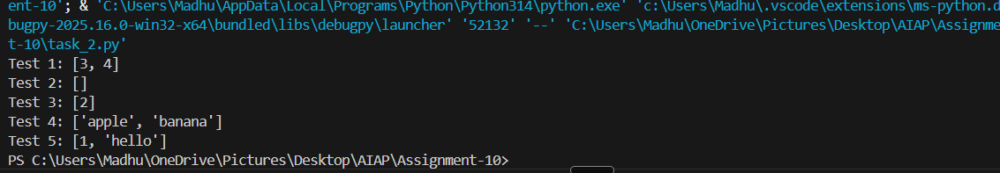 ent-10'; & 'C:\Users\Madhu\AppData\Local\Programs\Python\Python314\python.exe' 'c:\Users\Madhu\.vscode\extensions\ms-python.d
bugpy-2025.16.0-win32-x64\bundled\libs\debugpy\launcher' '52132' '--' 'C:\Users\Madhu\OneDrive\Pictures\Desktop\AIAP\Assignme
t-10\task_2.py'
Test 1: [3, 4]
Test 2: []
Test 3: [2]
Test 4: ['apple', 'banana']
Test 5: [1, 'hello']
PS C:\Users\Madhu\OneDrive\Pictures\Desktop\AIAP\Assignment-10>